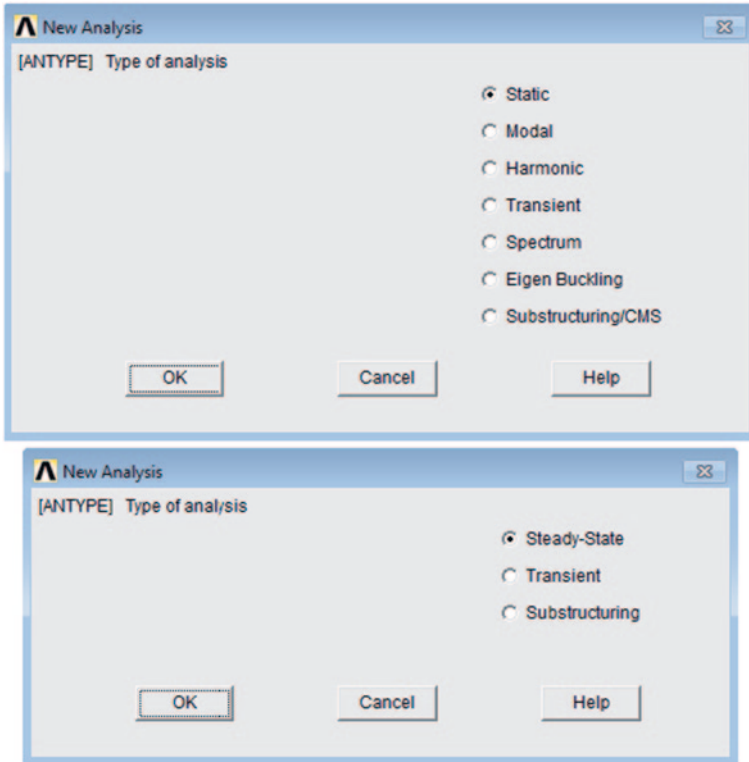 New Analysis
[ANTYPE] Type of analysis
Static
Modal
Harmonic
Transient
Spectrum
Eigen Buckling
Substructuring/CMS
OK Cancel Help
New Analysis
[ANTYPE] Type of analysis
Steady-State
Transient
Substructuring
OK Cancel Help